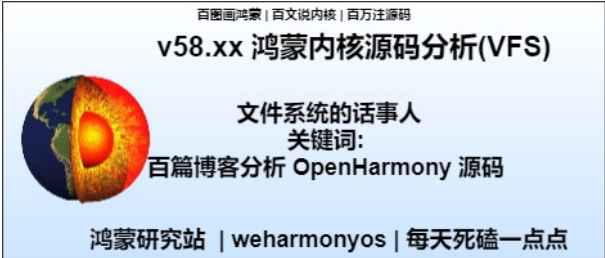 百图画鸿蒙 | 百文说内核 | 百万注源码
v58.xx 鸿蒙内核源码分析(VFS)
文件系统的话事人
关键词:
百篇博客分析 OpenHarmony 源码
鸿蒙研究站 | weharmonyos | 每天死磕一点点